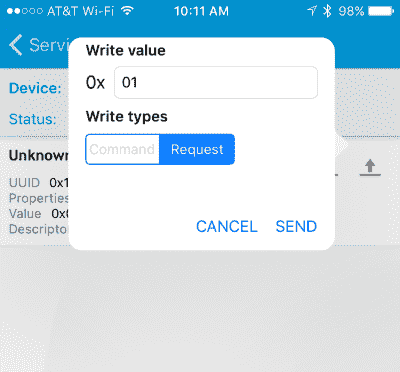 AT&T Wi-Fi 10:11 AM 98%
Servi
Write value
0x 01
Device:
Write types
Status:
Command Request
Unknown
UUID 0x1
Properties
Value 0x0
Descripto
CANCEL SEND